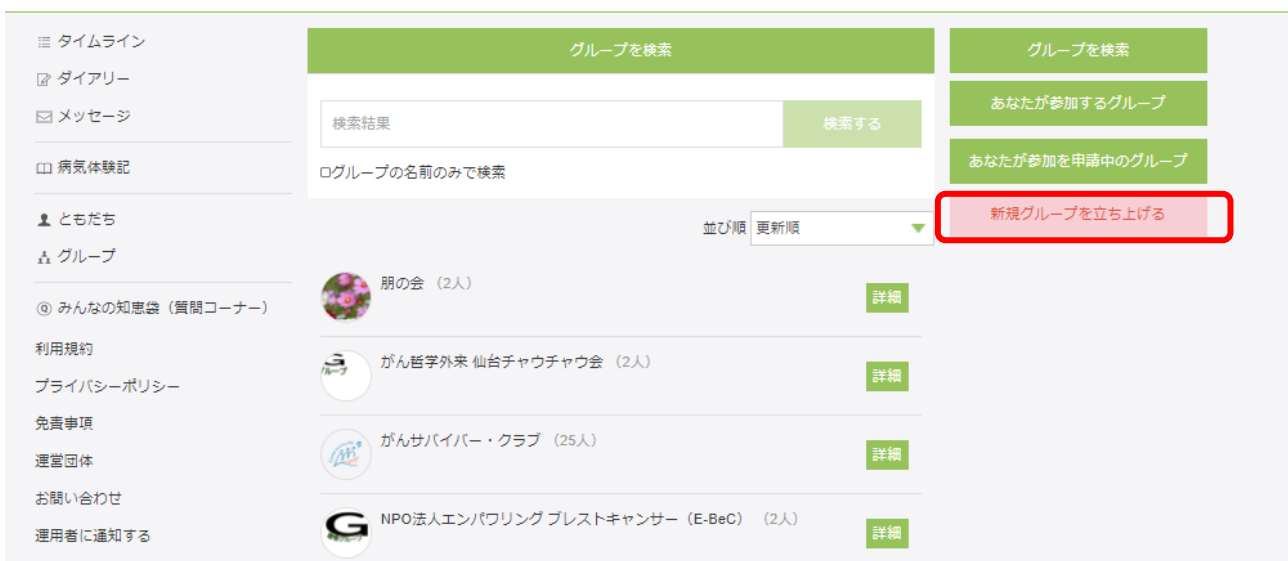 タイムライン
ダイアリー
メッセージ
病気体験記
ともだち
グループ
みんなの知恵袋（質問コーナー）
利用規約
プライバシーポリシー
免責事項
運営団体
お問い合わせ
運用者に通知する
グループを検索
検索結果
検索する
グループの名前のみで検索
並び順 更新順
朋の会 （2人）
詳細
がん哲学外来 仙台チャウチャウ会 （2人）
詳細
がんサバイバー・クラブ （25人）
詳細
NPO法人エンパワリング ブレストキャンサー（E-BeC） （2人）
詳細
グループを検索
あなたが参加するグループ
あなたが参加を申請中のグループ
新規グループを立ち上げる